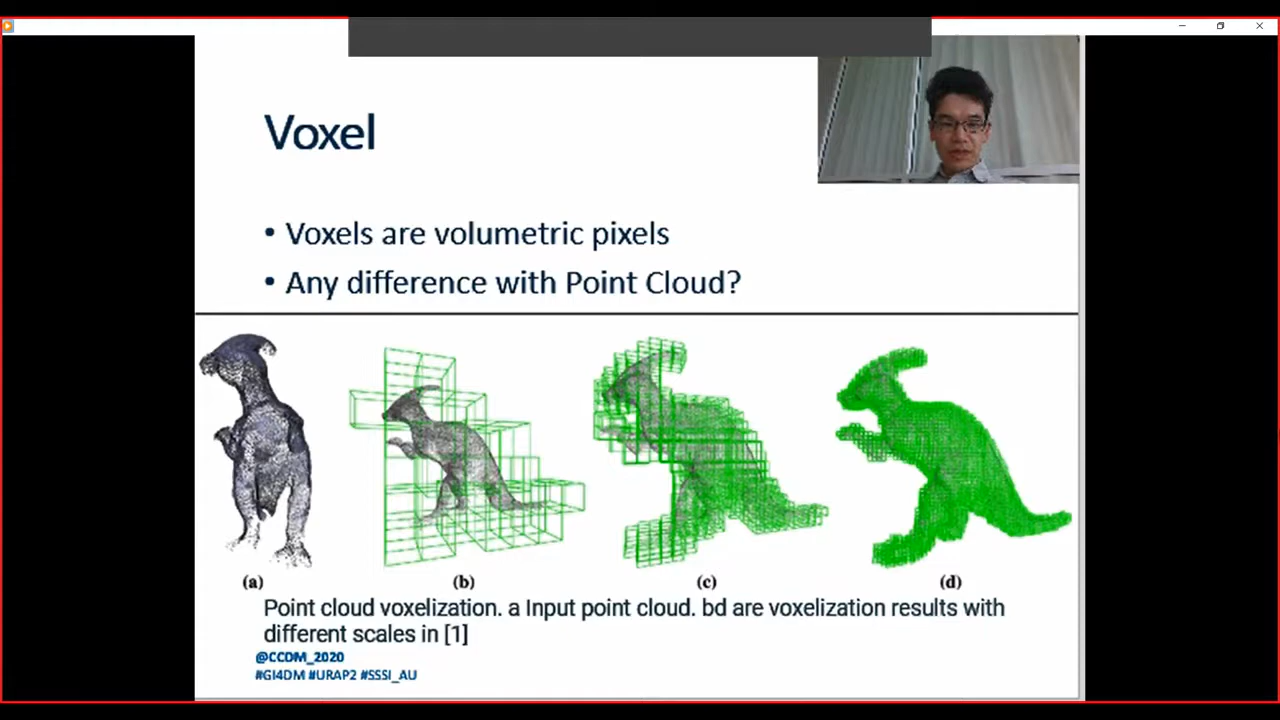 Voxel
• Voxels are volumetric pixels
• Any difference with Point Cloud?
(a) (b) (c) (d)
Point cloud voxelization. a Input point cloud. bd are voxelization results with
different scales in [1]
@CCDM_2020
#GI4DM #URAP2 #SSSI_AU